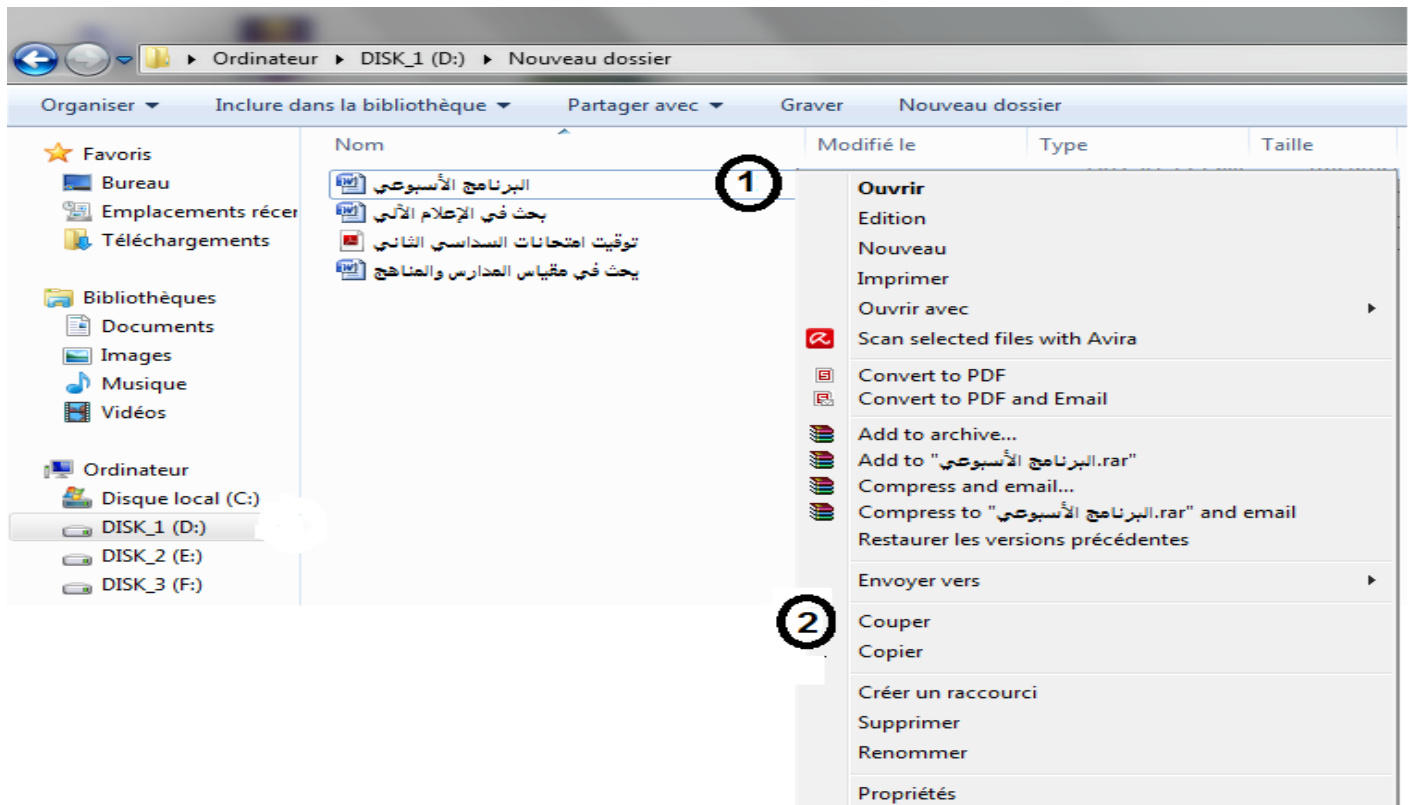 Ordinateur ▸ DISK_1 (D:) ▸ Nouveau dossier
Organiser Inclure dans la bibliothèque Partager avec Graver Nouveau dossier
Nom Modifié le Type Taille
Favoris
Bureau
Emplacements récer
Téléchargements
Bibliothèques
Documents
Images
Musique
Vidéos
Ordinateur
Disque local (C:)
DISK_1 (D:)
DISK_2 (E:)
DISK_3 (F:)
البرنامج الأسبوعي
بحث في الإعلام الآلي
توقيت امتحانات السداسي الثاني
يحث في مقياس المدارس والمناهج
1
Ouvrir
Edition
Nouveau
Imprimer
Ouvrir avec
Scan selected files with Avira
Convert to PDF
Convert to PDF and Email
Add to archive...
Add to "البرنامج الأسبوعي.rar"
Compress and email...
Compress to "البرنامج الأسبوعي.rar" and email
Restaurer les versions précédentes
Envoyer vers
2
Couper
Copier
Créer un raccourci
Supprimer
Renommer
Propriétés